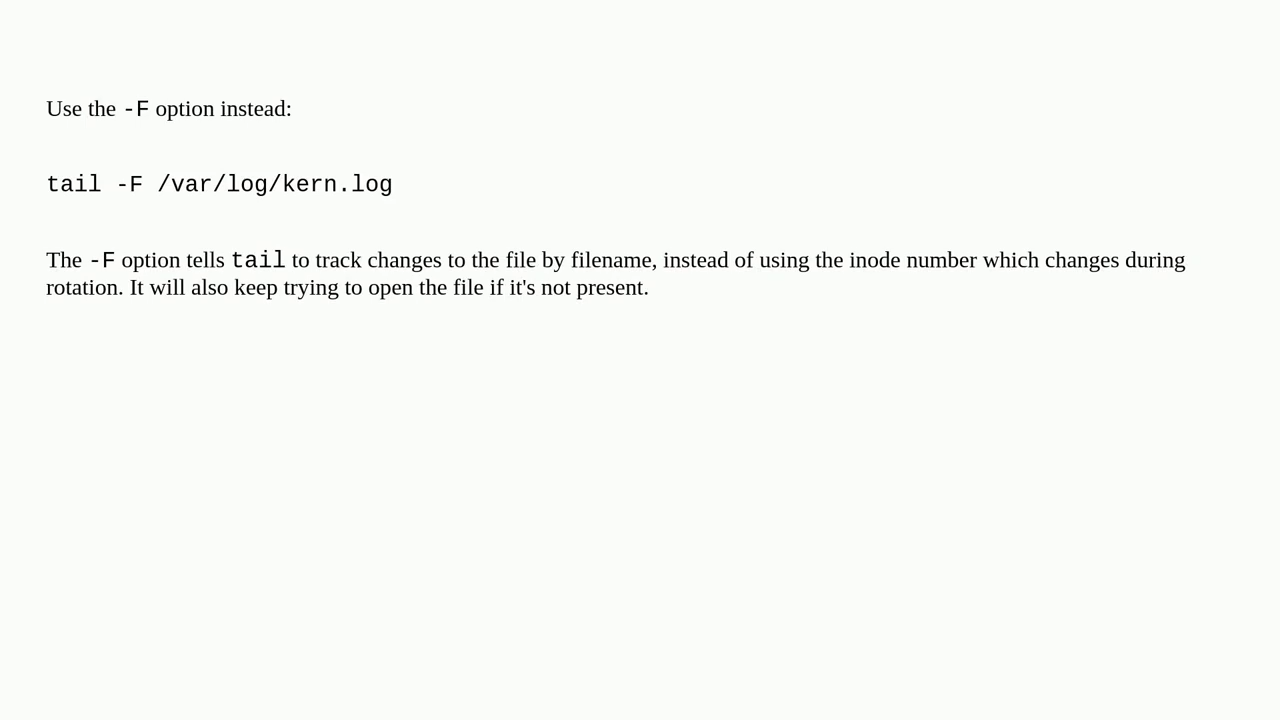 Use the -F option instead:
tail -F /var/log/kern.log
The -F option tells tail to track changes to the file by filename, instead of using the inode number which changes during
rotation. It will also keep trying to open the file if it's not present.